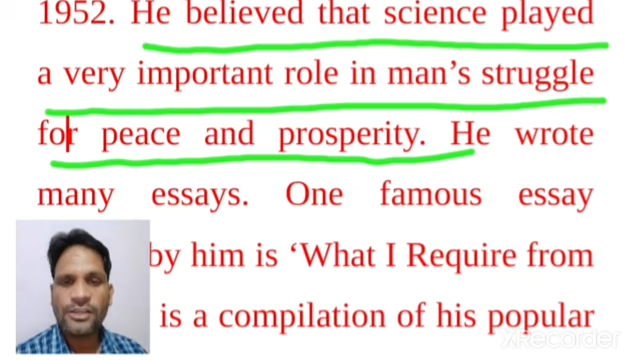 1952. He believed that science played
a very important role in man's struggle
for peace and prosperity. He wrote
many essays. One famous essay
by him is ‘What I Require from
is a compilation of his popular
XRecorder